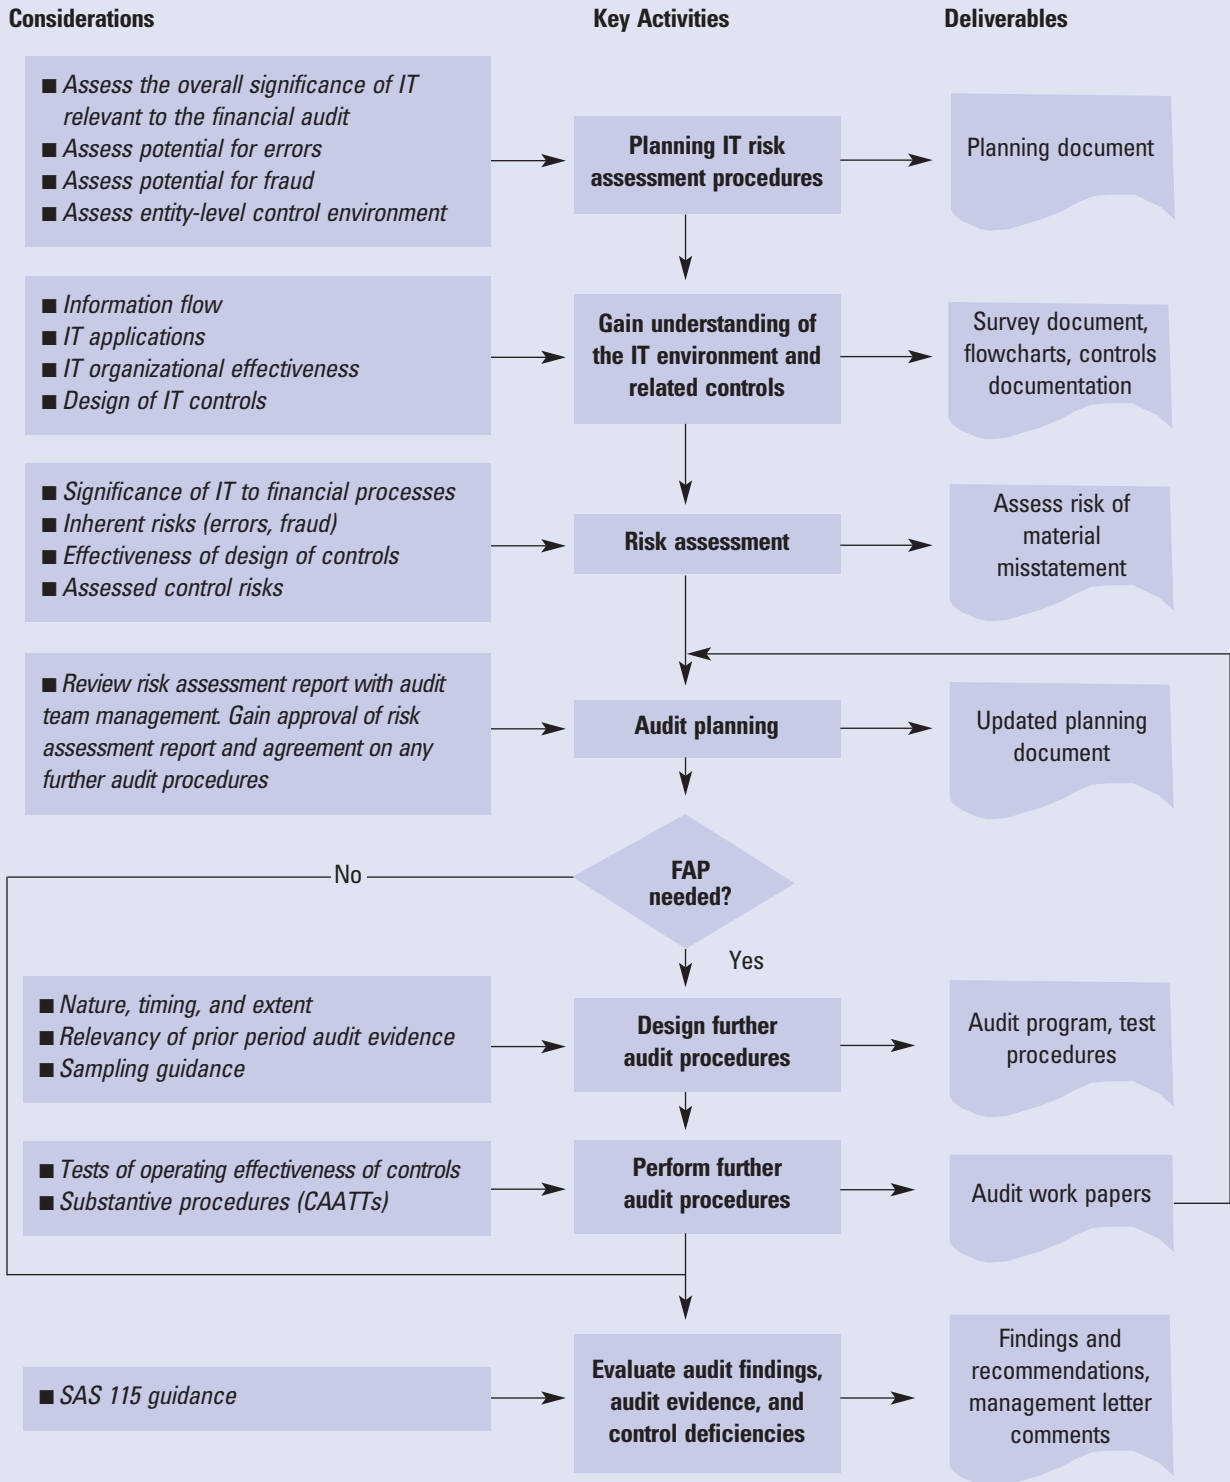 Considerations
Key Activities
Deliverables
■ Assess the overall significance of IT
relevant to the financial audit
■ Assess potential for errors
■ Assess potential for fraud
■ Assess entity-level control environment
Planning IT risk
assessment procedures
Planning document
■ Information flow
■ IT applications
■ IT organizational effectiveness
■ Design of IT controls
Gain understanding of
the IT environment and
related controls
Survey document,
flowcharts, controls
documentation
■ Significance of IT to financial processes
■ Inherent risks (errors, fraud)
■ Effectiveness of design of controls
■ Assessed control risks
Risk assessment
Assess risk of
material
misstatement
■ Review risk assessment report with audit
team management. Gain approval of risk
assessment report and agreement on any
further audit procedures
Audit planning
Updated planning
document
FAP
needed?
No
Yes
■ Nature, timing, and extent
■ Relevancy of prior period audit evidence
■ Sampling guidance
Design further
audit procedures
Audit program, test
procedures
■ Tests of operating effectiveness of controls
■ Substantive procedures (CAATTs)
Perform further
audit procedures
Audit work papers
■ SAS 115 guidance
Evaluate audit findings,
audit evidence, and
control deficiencies
Findings and
recommendations,
management letter
comments